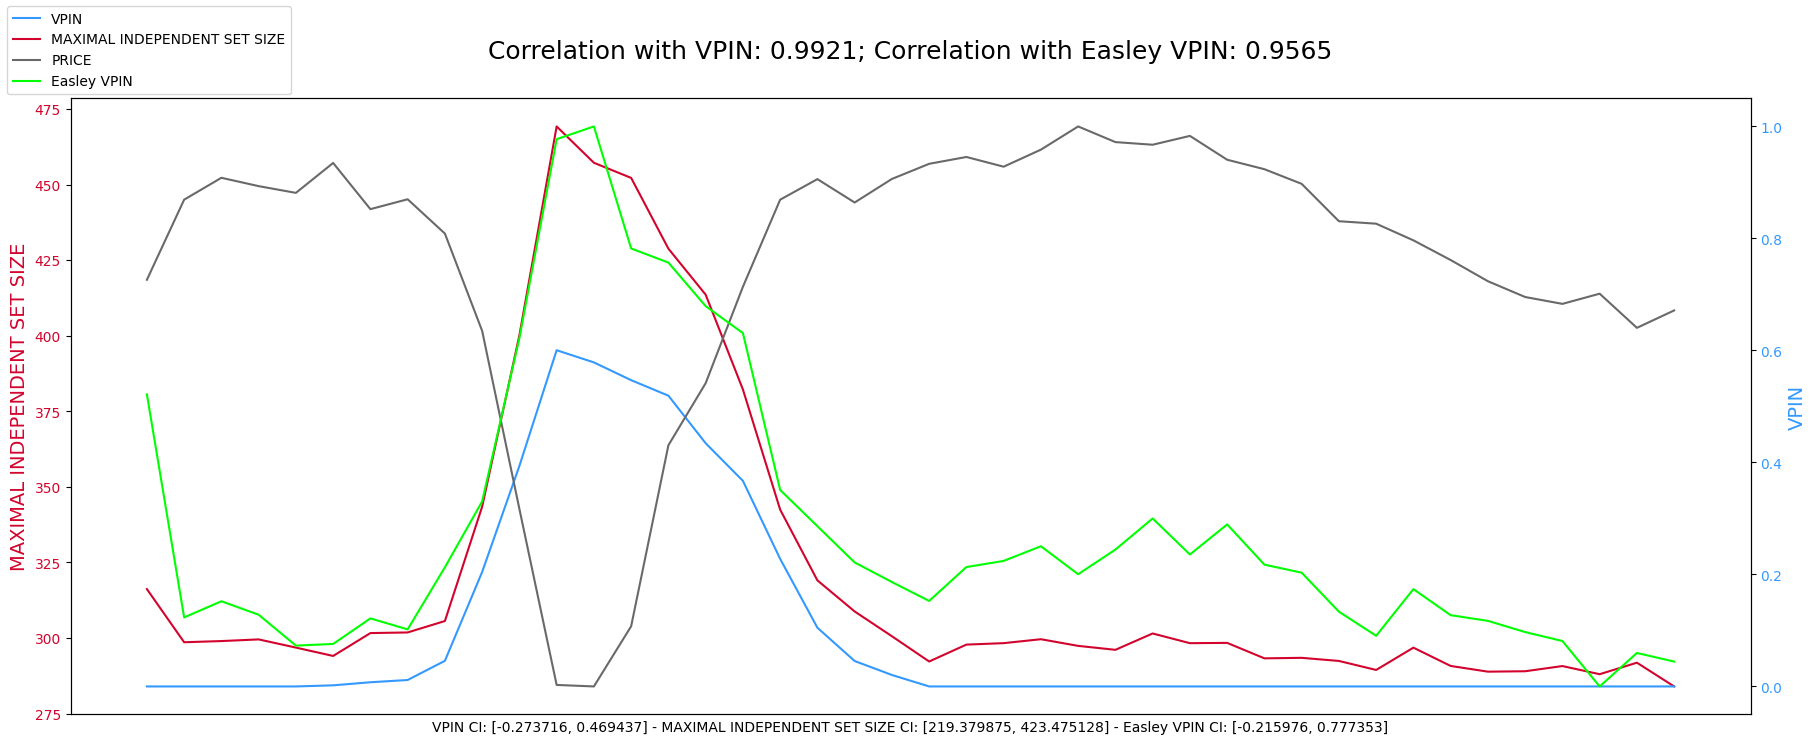 VPIN
MAXIMAL INDEPENDENT SET SIZE
PRICE
Easley VPIN
Correlation with VPIN: 0.9921; Correlation with Easley VPIN: 0.9565
MAXIMAL INDEPENDENT SET SIZE
475
450
425
400
375
350
325
300
275
1.0
0.8
0.6
0.4
0.2
0.0
VPIN
VPIN CI: [-0.273716, 0.469437] - MAXIMAL INDEPENDENT SET SIZE CI: [219.379875, 423.475128] - Easley VPIN CI: [-0.215976, 0.777353]